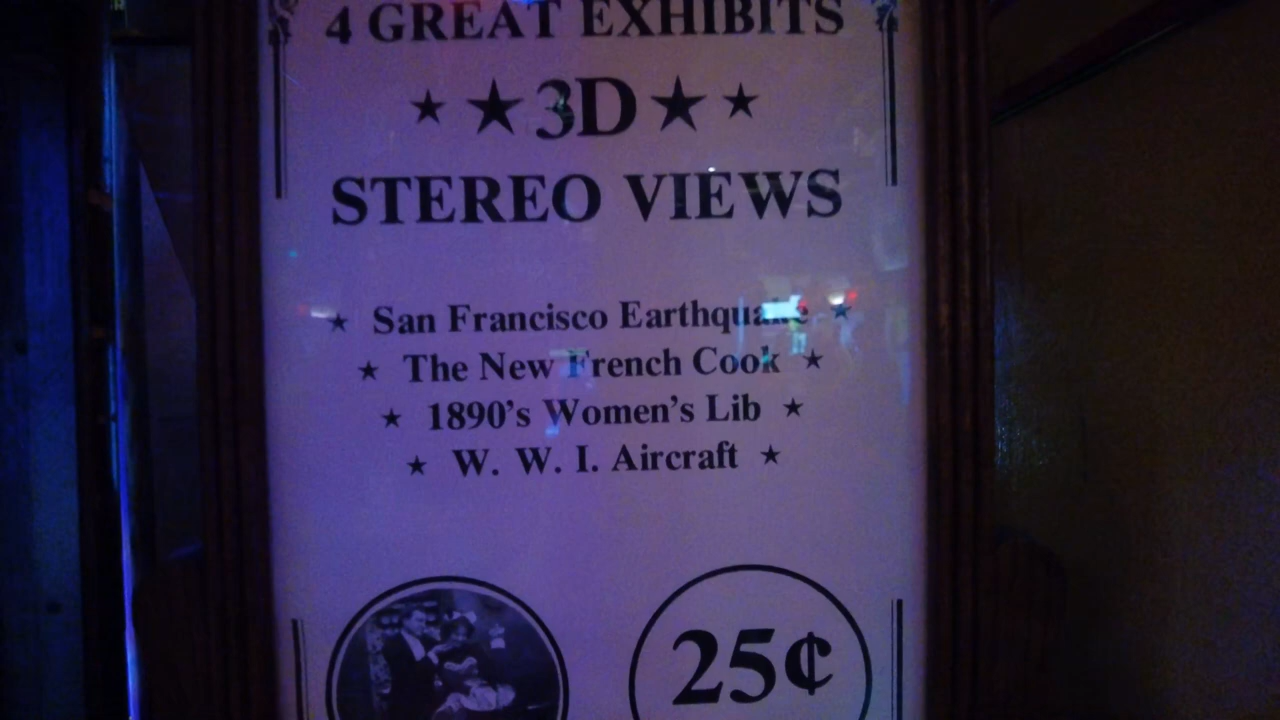 4 GREAT EXHIBITS
★ ★ 3D ★ ★
STEREO VIEWS
★ San Francisco Earthquake ★
★ The New French Cook ★
★ 1890's Women's Lib ★
★ W. W. I. Aircraft ★
25¢